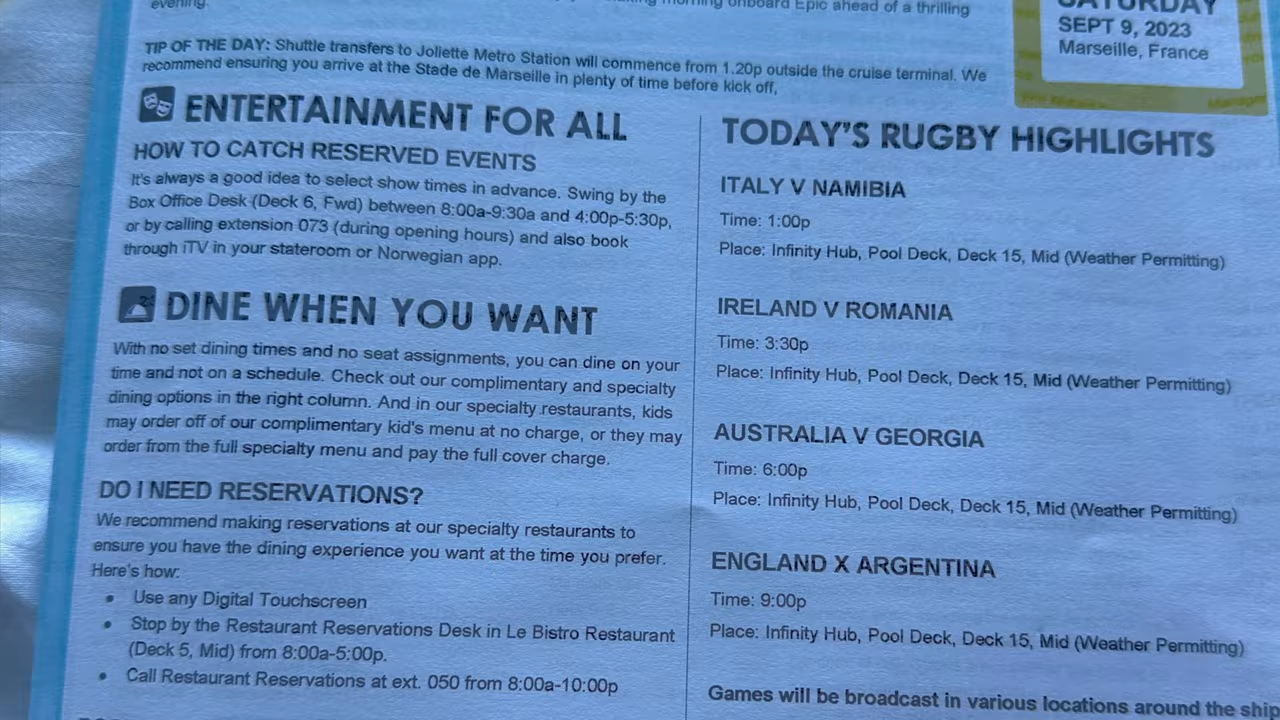 evening.
onboard Epic ahead of a thrilling
TIP OF THE DAY: Shuttle transfers to Joliette Metro Station will commence from 1.20p outside the cruise terminal. We
recommend ensuring you arrive at the Stade de Marseille in plenty of time before kick off,
SATURDAY
SEPT 9, 2023
Marseille, France
ENTERTAINMENT FOR ALL
HOW TO CATCH RESERVED EVENTS
It's always a good idea to select show times in advance. Swing by the
Box Office Desk (Deck 6, Fwd) between 8:00a-9:30a and 4:00p-5:30p,
or by calling extension 073 (during opening hours) and also book
through iTV in your stateroom or Norwegian app.
DINE WHEN YOU WANT
With no set dining times and no seat assignments, you can dine on your
time and not on a schedule. Check out our complimentary and specialty
dining options in the right column. And in our specialty restaurants, kids
may order off of our complimentary kid's menu at no charge, or they may
order from the full specialty menu and pay the full cover charge.
DO I NEED RESERVATIONS?
We recommend making reservations at our specialty restaurants to
ensure you have the dining experience you want at the time you prefer.
Here's how:
• Use any Digital Touchscreen
• Stop by the Restaurant Reservations Desk in Le Bistro Restaurant
(Deck 5, Mid) from 8:00a-5:00p.
• Call Restaurant Reservations at ext. 050 from 8:00a-10:00p
TODAY'S RUGBY HIGHLIGHTS
ITALY V NAMIBIA
Time: 1:00p
Place: Infinity Hub, Pool Deck, Deck 15, Mid (Weather Permitting)
IRELAND V ROMANIA
Time: 3:30p
Place: Infinity Hub, Pool Deck, Deck 15, Mid (Weather Permitting)
AUSTRALIA V GEORGIA
Time: 6:00p
Place: Infinity Hub, Pool Deck, Deck 15, Mid (Weather Permitting)
ENGLAND X ARGENTINA
Time: 9:00p
Place: Infinity Hub, Pool Deck, Deck 15, Mid (Weather Permitting)
Games will be broadcast in various locations around the ship